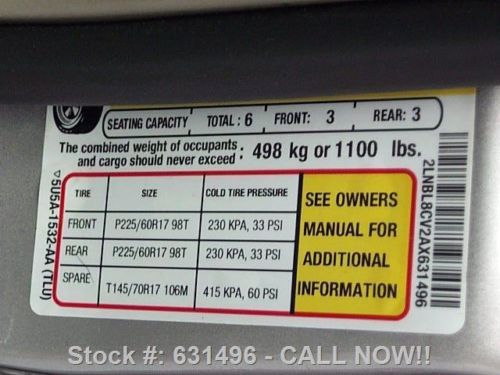 SEATING CAPACITY TOTAL: 6 FRONT: 3 REAR: 3
The combined weight of occupants
and cargo should never exceed: 498 kg or 1100 lbs.
TIRE SIZE COLD TIRE PRESSURE
FRONT P225/60R17 98T 230 KPA, 33 PSI
REAR P225/60R17 98T 230 KPA, 33 PSI
SPARE T145/70R17 106M 415 KPA, 60 PSI
SEE OWNERS
MANUAL FOR
ADDITIONAL
INFORMATION
5U5A-1532-AA (TLU)
2LNBL8CV2AX631496
Stock #: 631496 - CALL NOW!!